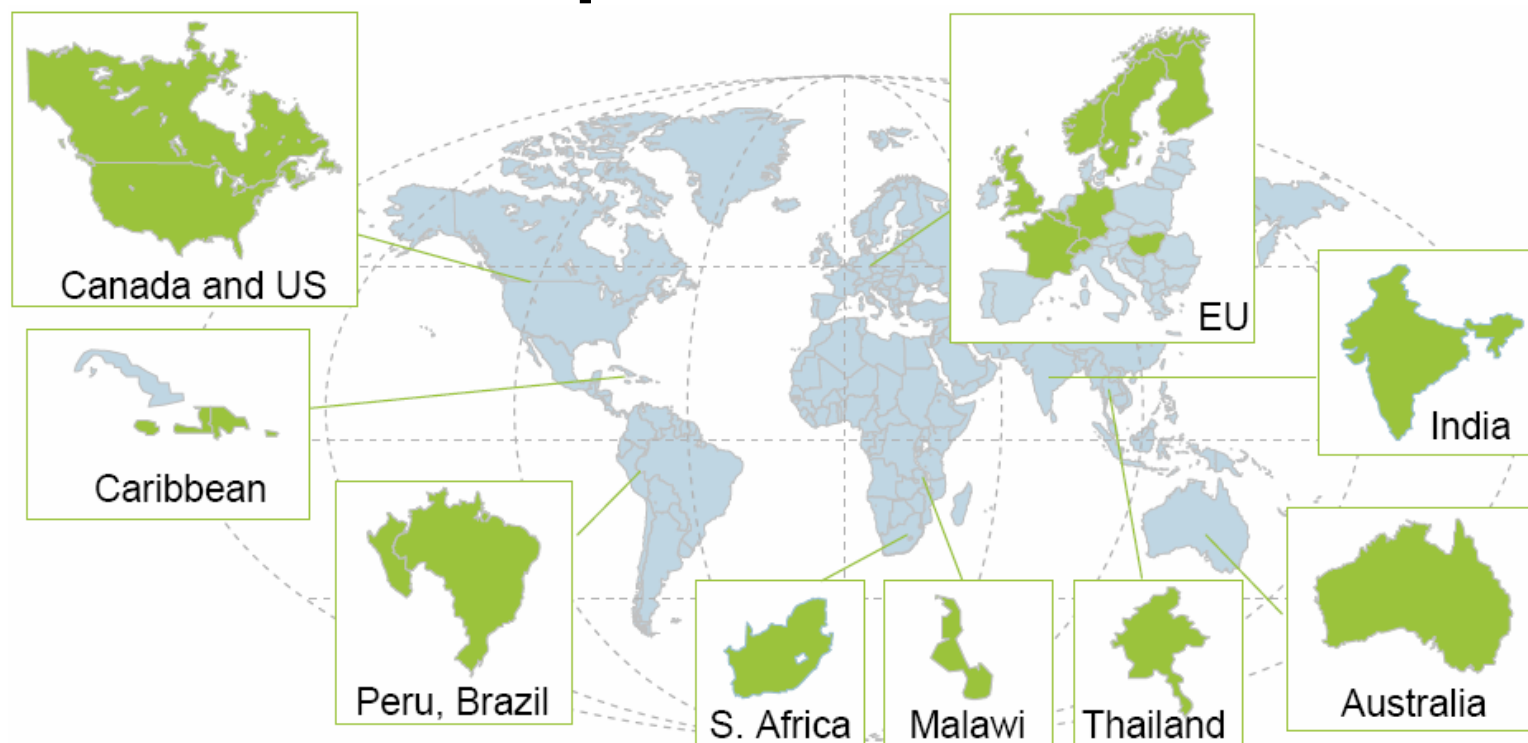 Canada and US
EU
Caribbean
India
Peru, Brazil
S. Africa
Malawi
Thailand
Australia